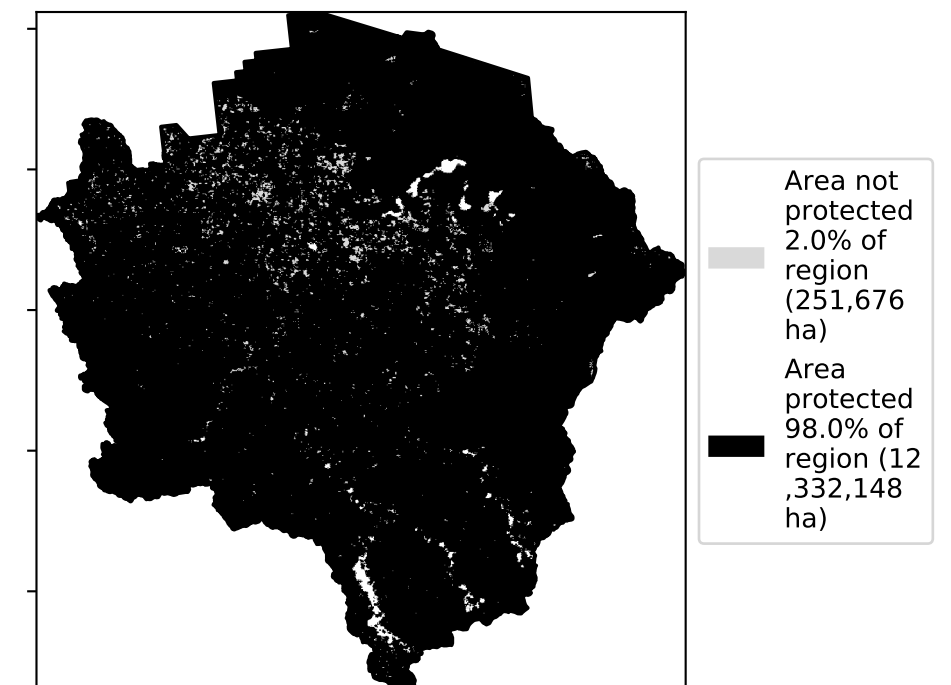 Area not
protected
2.0% of
region
(251,676
ha)
Area
protected
98.0% of
region (12
,332,148
ha)